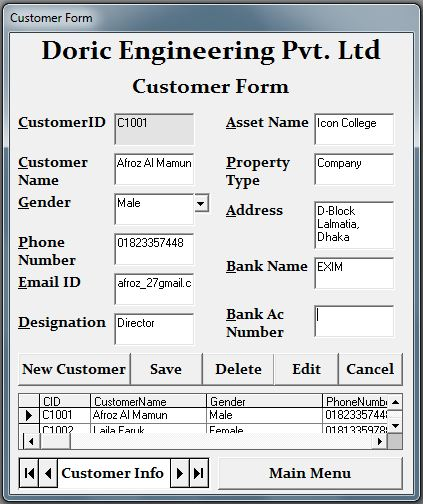 Customer Form
Doric Engineering Pvt. Ltd
Customer Form
CustomerID
C1001
Asset Name
Icon College
Customer
Name
Afroz Al Mamun
Property
Type
Company
Gender
Male
Address
D-Block
Lalmatia,
Dhaka
Phone
Number
01823357448
Bank Name
EXIM
Email ID
afroz_27gmail.c
Designation
Director
Bank Ac
Number
New Customer Save Delete Edit Cancel
CID CustomerName Gender PhoneNumb
C1001 Afroz Al Mamun Male 0182335744
C1002 Laila Faruk Female 0181335978
Customer Info
Main Menu